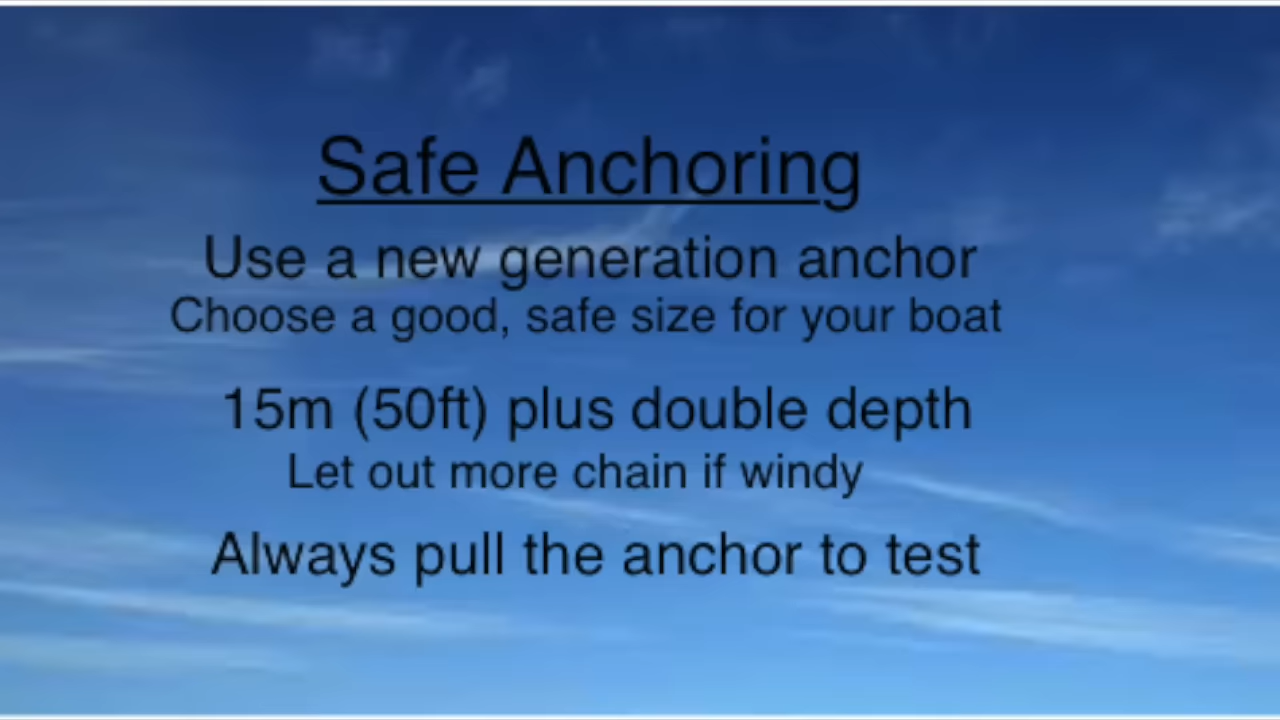 Safe Anchoring
Use a new generation anchor
Choose a good, safe size for your boat
15m (50ft) plus double depth
Let out more chain if windy
Always pull the anchor to test